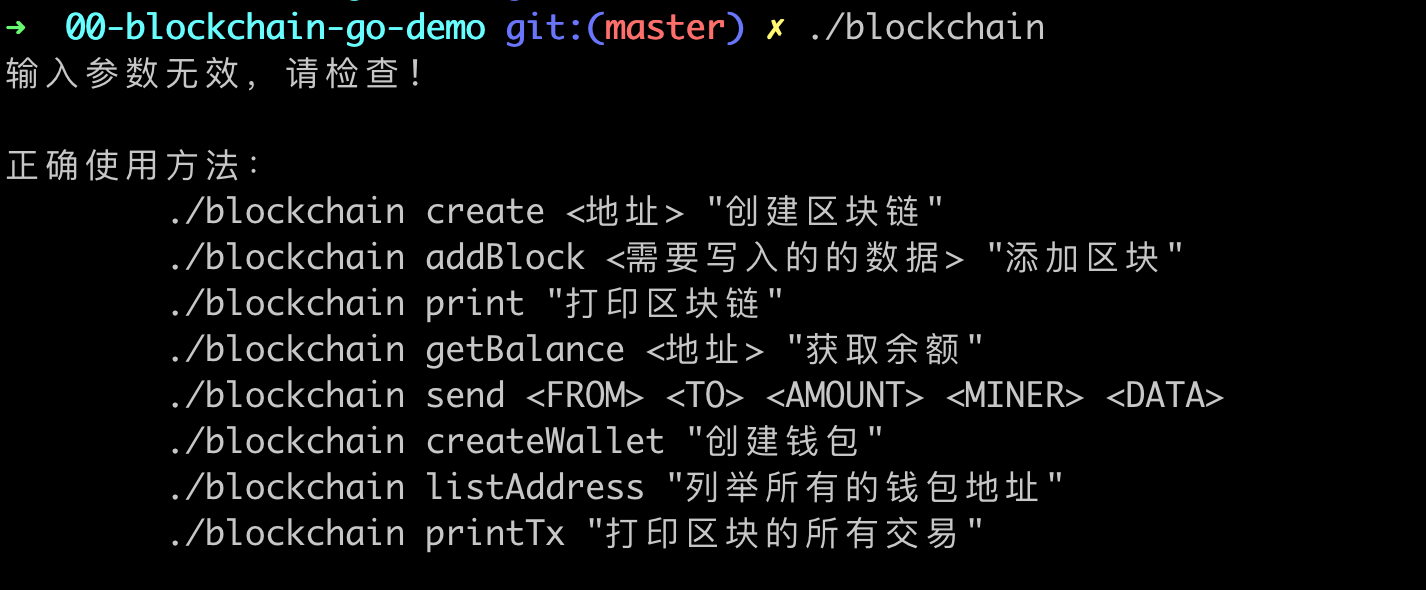 ➜  00-blockchain-go-demo git:(master) ✗ ./blockchain
输入参数无效，请检查！
正确使用方法：
./blockchain create <地址> "创建区块链"
./blockchain addBlock <需要写入的的数据> "添加区块"
./blockchain print "打印区块链"
./blockchain getBalance <地址> "获取余额"
./blockchain send <FROM> <TO> <AMOUNT> <MINER> <DATA>
./blockchain createWallet "创建钱包"
./blockchain listAddress "列举所有的钱包地址"
./blockchain printTx "打印区块的所有交易"